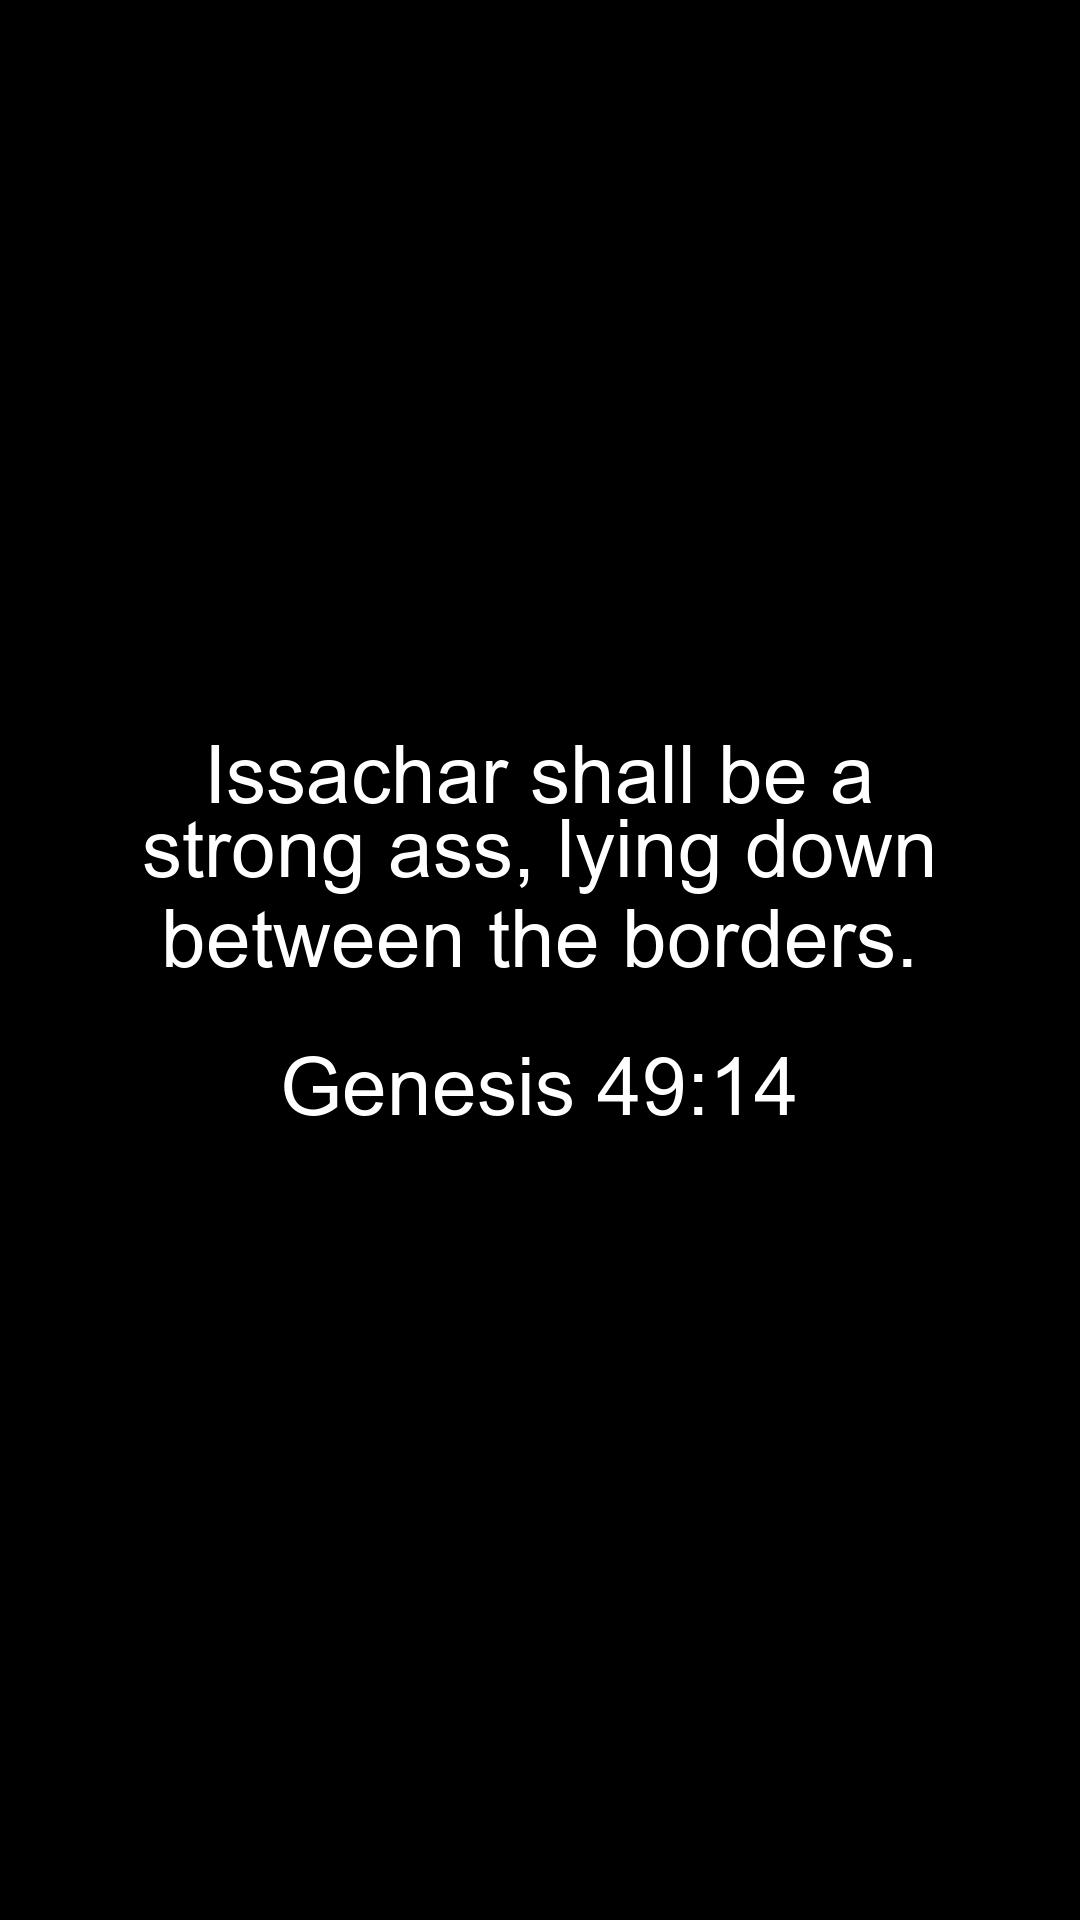 Issachar shall be a
strong ass, lying down
between the borders.
Genesis 49:14